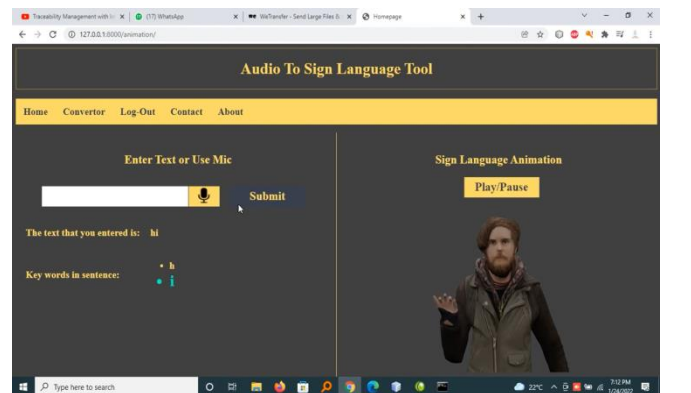 Traceability Management with
(17) WhatsApp
WeTransfer - Send Large Files &
Homepage
127.0.0.1:8000/animation/
Audio To Sign Language Tool
Home Convertor Log-Out Contact About
Enter Text or Use Mic
Submit
The text that you entered is: hi
Key words in sentence:
h
i
Sign Language Animation
Play/Pause
Type here to search
22°C
7:12 PM
1/24/2022